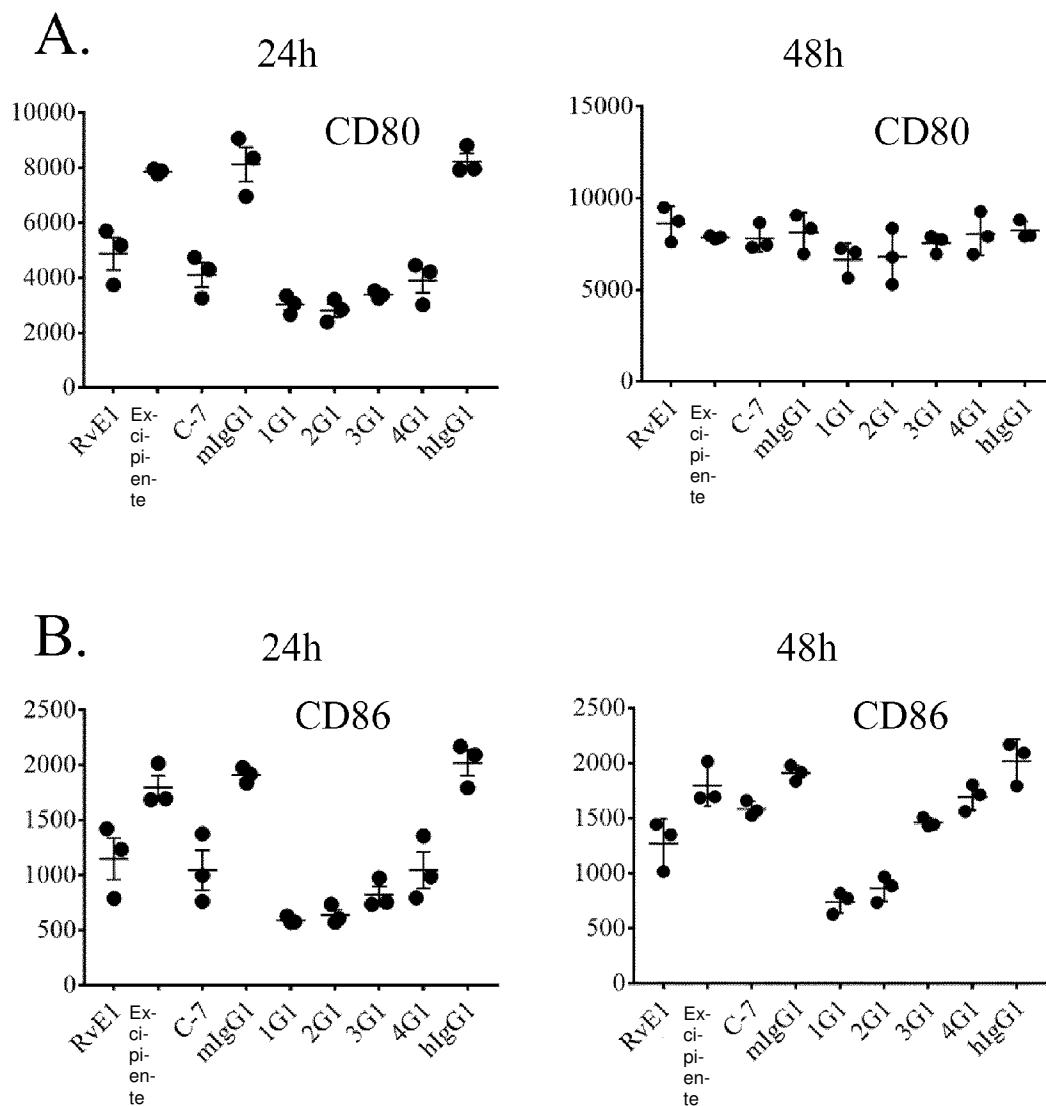 A.
24h
CD80
10000
8000
6000
4000
2000
0
RvE1
Ex-
ci-
pi-
en-
te
C-7
mIgG1
1G1
2G1
3G1
4G1
hIgG1
48h
CD80
15000
10000
5000
0
RvE1
Ex-
ci-
pi-
en-
te
C-7
mIgG1
1G1
2G1
3G1
4G1
hIgG1
B.
24h
CD86
2500
2000
1500
1000
500
0
RvE1
Ex-
ci-
pi-
en-
te
C-7
mIgG1
1G1
2G1
3G1
4G1
hIgG1
48h
CD86
2500
2000
1500
1000
500
0
RvE1
Ex-
ci-
pi-
en-
te
C-7
mIgG1
1G1
2G1
3G1
4G1
hIgG1